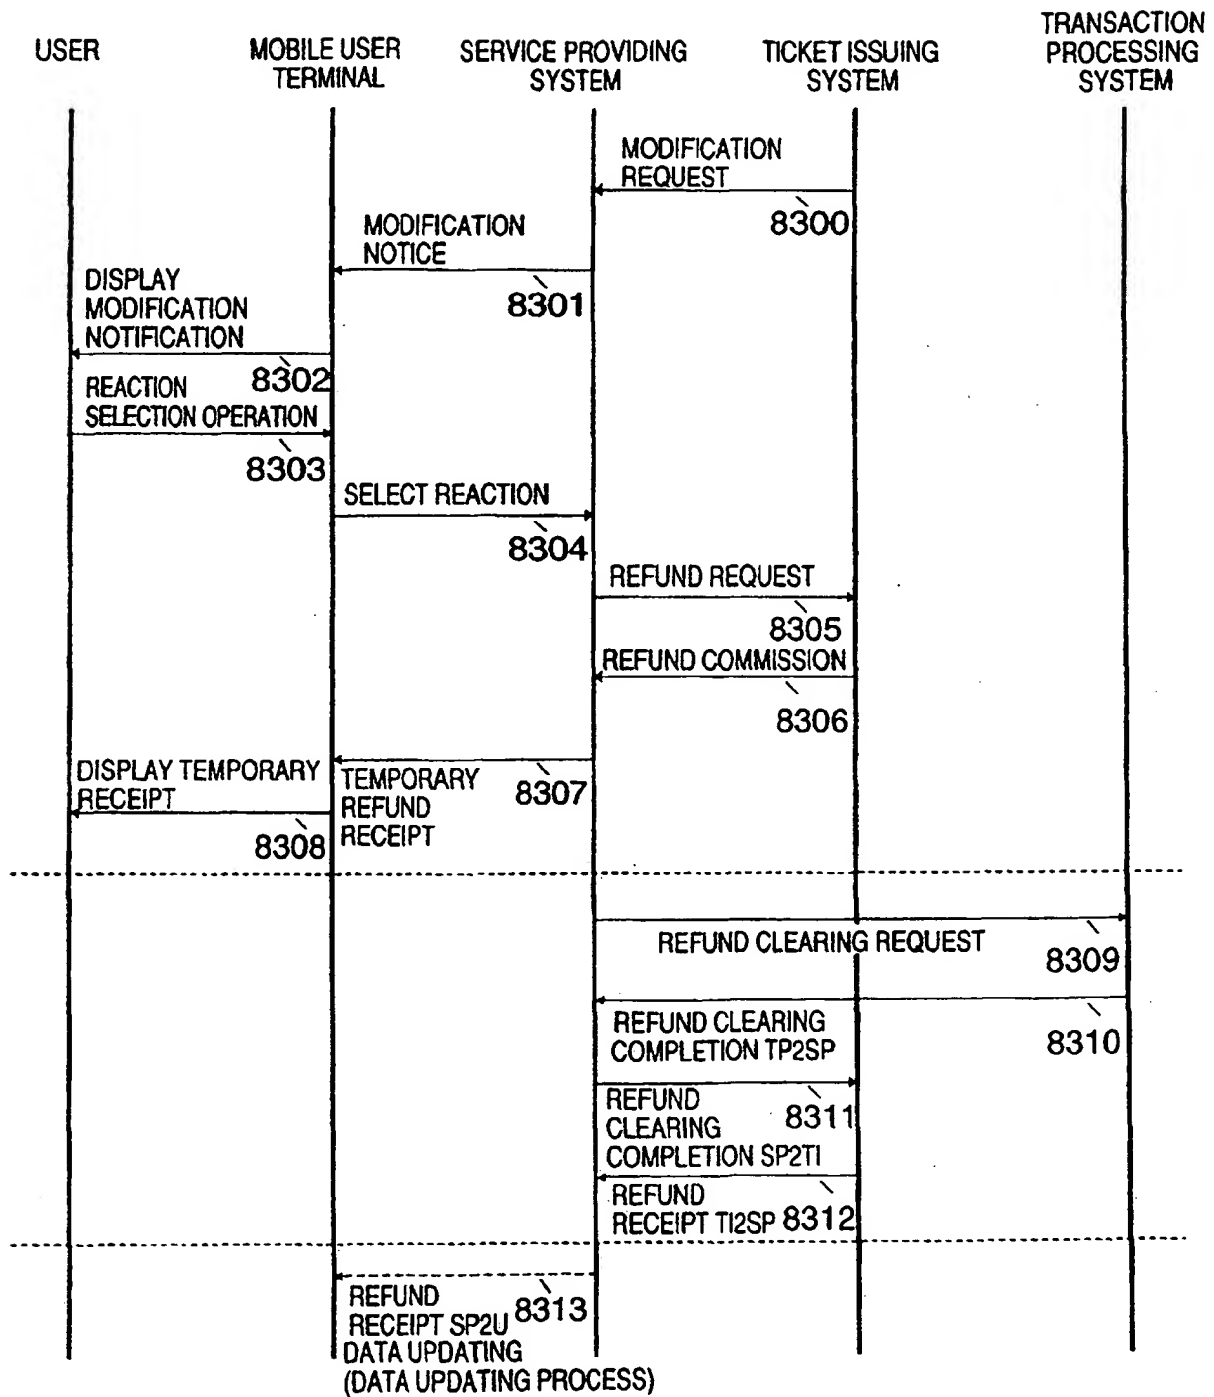 USER
MOBILE USER
TERMINAL
SERVICE PROVIDING
SYSTEM
TICKET ISSUING
SYSTEM
TRANSACTION
PROCESSING
SYSTEM
MODIFICATION
REQUEST
8300
MODIFICATION
NOTICE
8301
DISPLAY
MODIFICATION
NOTIFICATION
8302
REACTION
SELECTION OPERATION
8303
SELECT REACTION
8304
REFUND REQUEST
8305
REFUND COMMISSION
8306
TEMPORARY
REFUND
RECEIPT
8307
DISPLAY TEMPORARY
RECEIPT
8308
REFUND CLEARING REQUEST
8309
REFUND CLEARING
COMPLETION TP2SP
8310
REFUND
CLEARING
COMPLETION SP2TI
8311
REFUND
RECEIPT TI2SP
8312
REFUND
RECEIPT SP2U
DATA UPDATING
(DATA UPDATING PROCESS)
8313